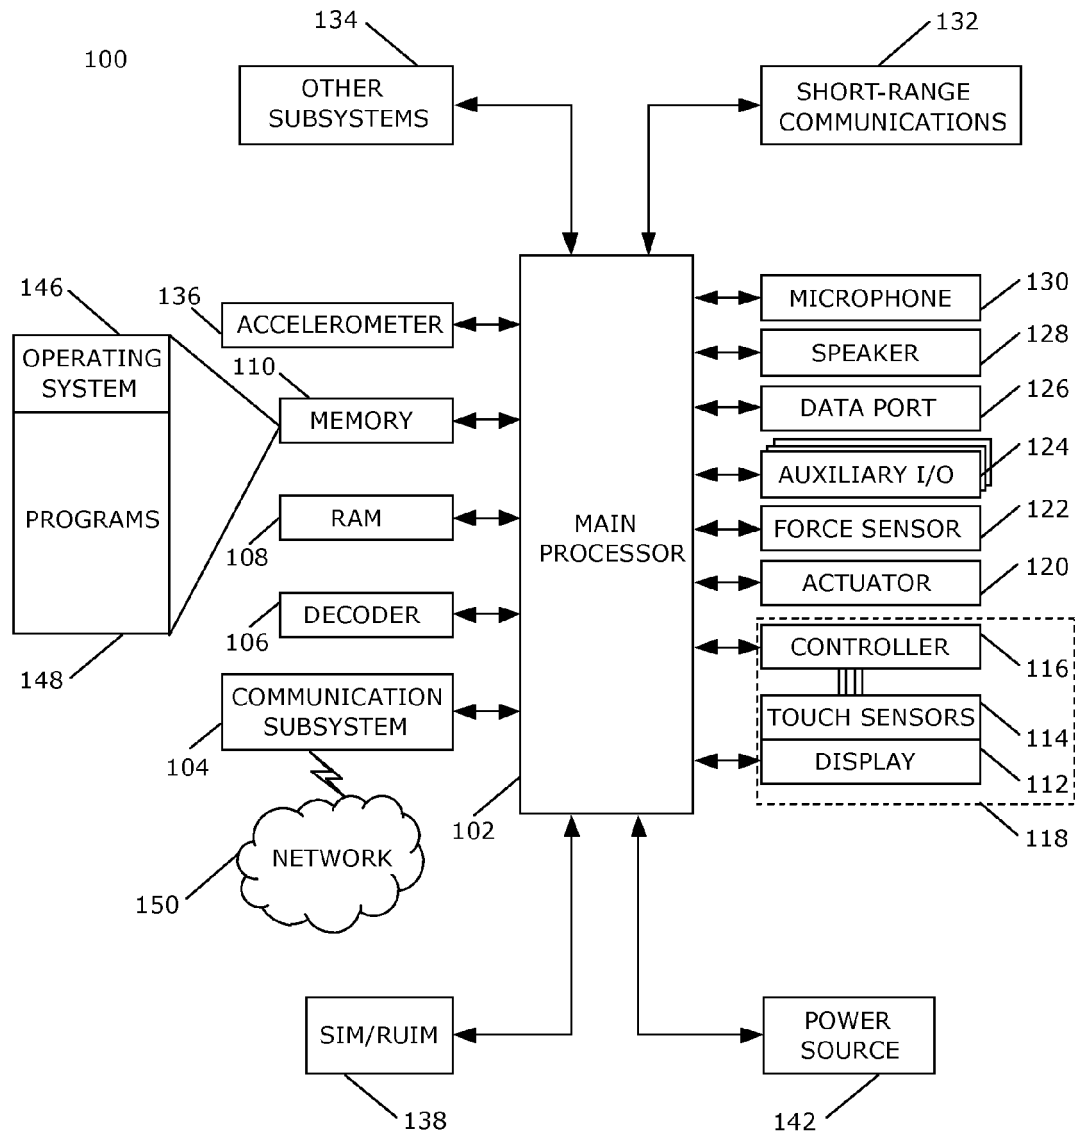 134
132
100
OTHER
SUBSYSTEMS
SHORT-RANGE
COMMUNICATIONS
146
136
ACCELEROMETER
MICROPHONE
130
OPERATING
SYSTEM
110
SPEAKER
128
MEMORY
DATA PORT
126
AUXILIARY I/O
124
PROGRAMS
RAM
108
MAIN
PROCESSOR
FORCE SENSOR
122
ACTUATOR
120
DECODER
106
CONTROLLER
116
148
COMMUNICATION
SUBSYSTEM
104
TOUCH SENSORS
114
DISPLAY
112
102
118
NETWORK
150
SIM/RUIM
POWER
SOURCE
138
142